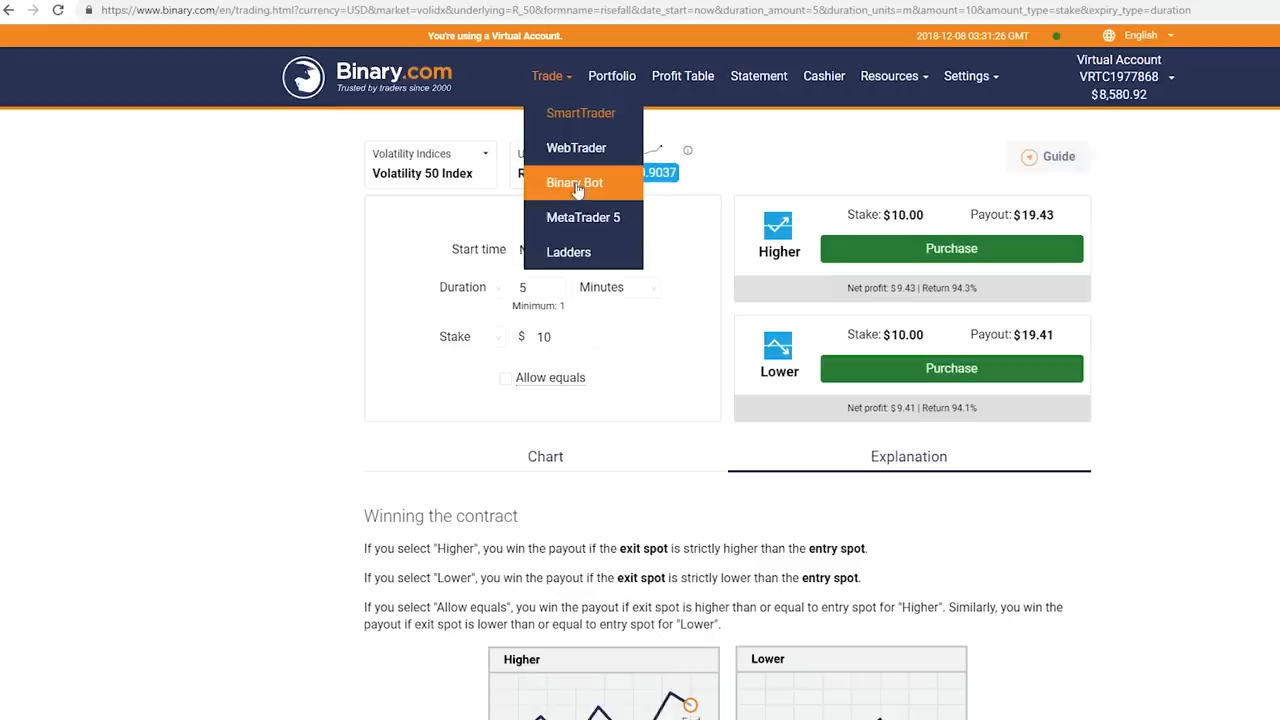 https://www.binary.com/en/trading.html?currency=USD&market=volidx&underlying=R_50&formname=risefall&date_start=now&duration_amount=5&duration_units=m&amount=10&amount_type=stake&expiry_type=duration
You're using a Virtual Account.
2018-12-08 03:31:26 GMT
English
Binary.com
Trusted by traders since 2000
Trade
Portfolio
Profit Table
Statement
Cashier
Resources
Settings
Virtual Account
VRTC1977868
$8,580.92
SmartTrader
WebTrader
Binary Bot
MetaTrader 5
Ladders
Volatility Indices
Volatility 50 Index
U
R
.9037
Guide
Start time
Duration
5
Minutes
Minimum: 1
Stake
$ 10
Allow equals
Higher
Stake: $10.00
Payout: $19.43
Purchase
Net profit: $9.43 | Return 94.3%
Lower
Stake: $10.00
Payout: $19.41
Purchase
Net profit: $9.41 | Return 94.1%
Chart
Explanation
Winning the contract
If you select "Higher", you win the payout if the exit spot is strictly higher than the entry spot.
If you select "Lower", you win the payout if the exit spot is strictly lower than the entry spot.
If you select "Allow equals", you win the payout if exit spot is higher than or equal to entry spot for "Higher". Similarly, you win the
payout if exit spot is lower than or equal to entry spot for "Lower".
Higher
Lower